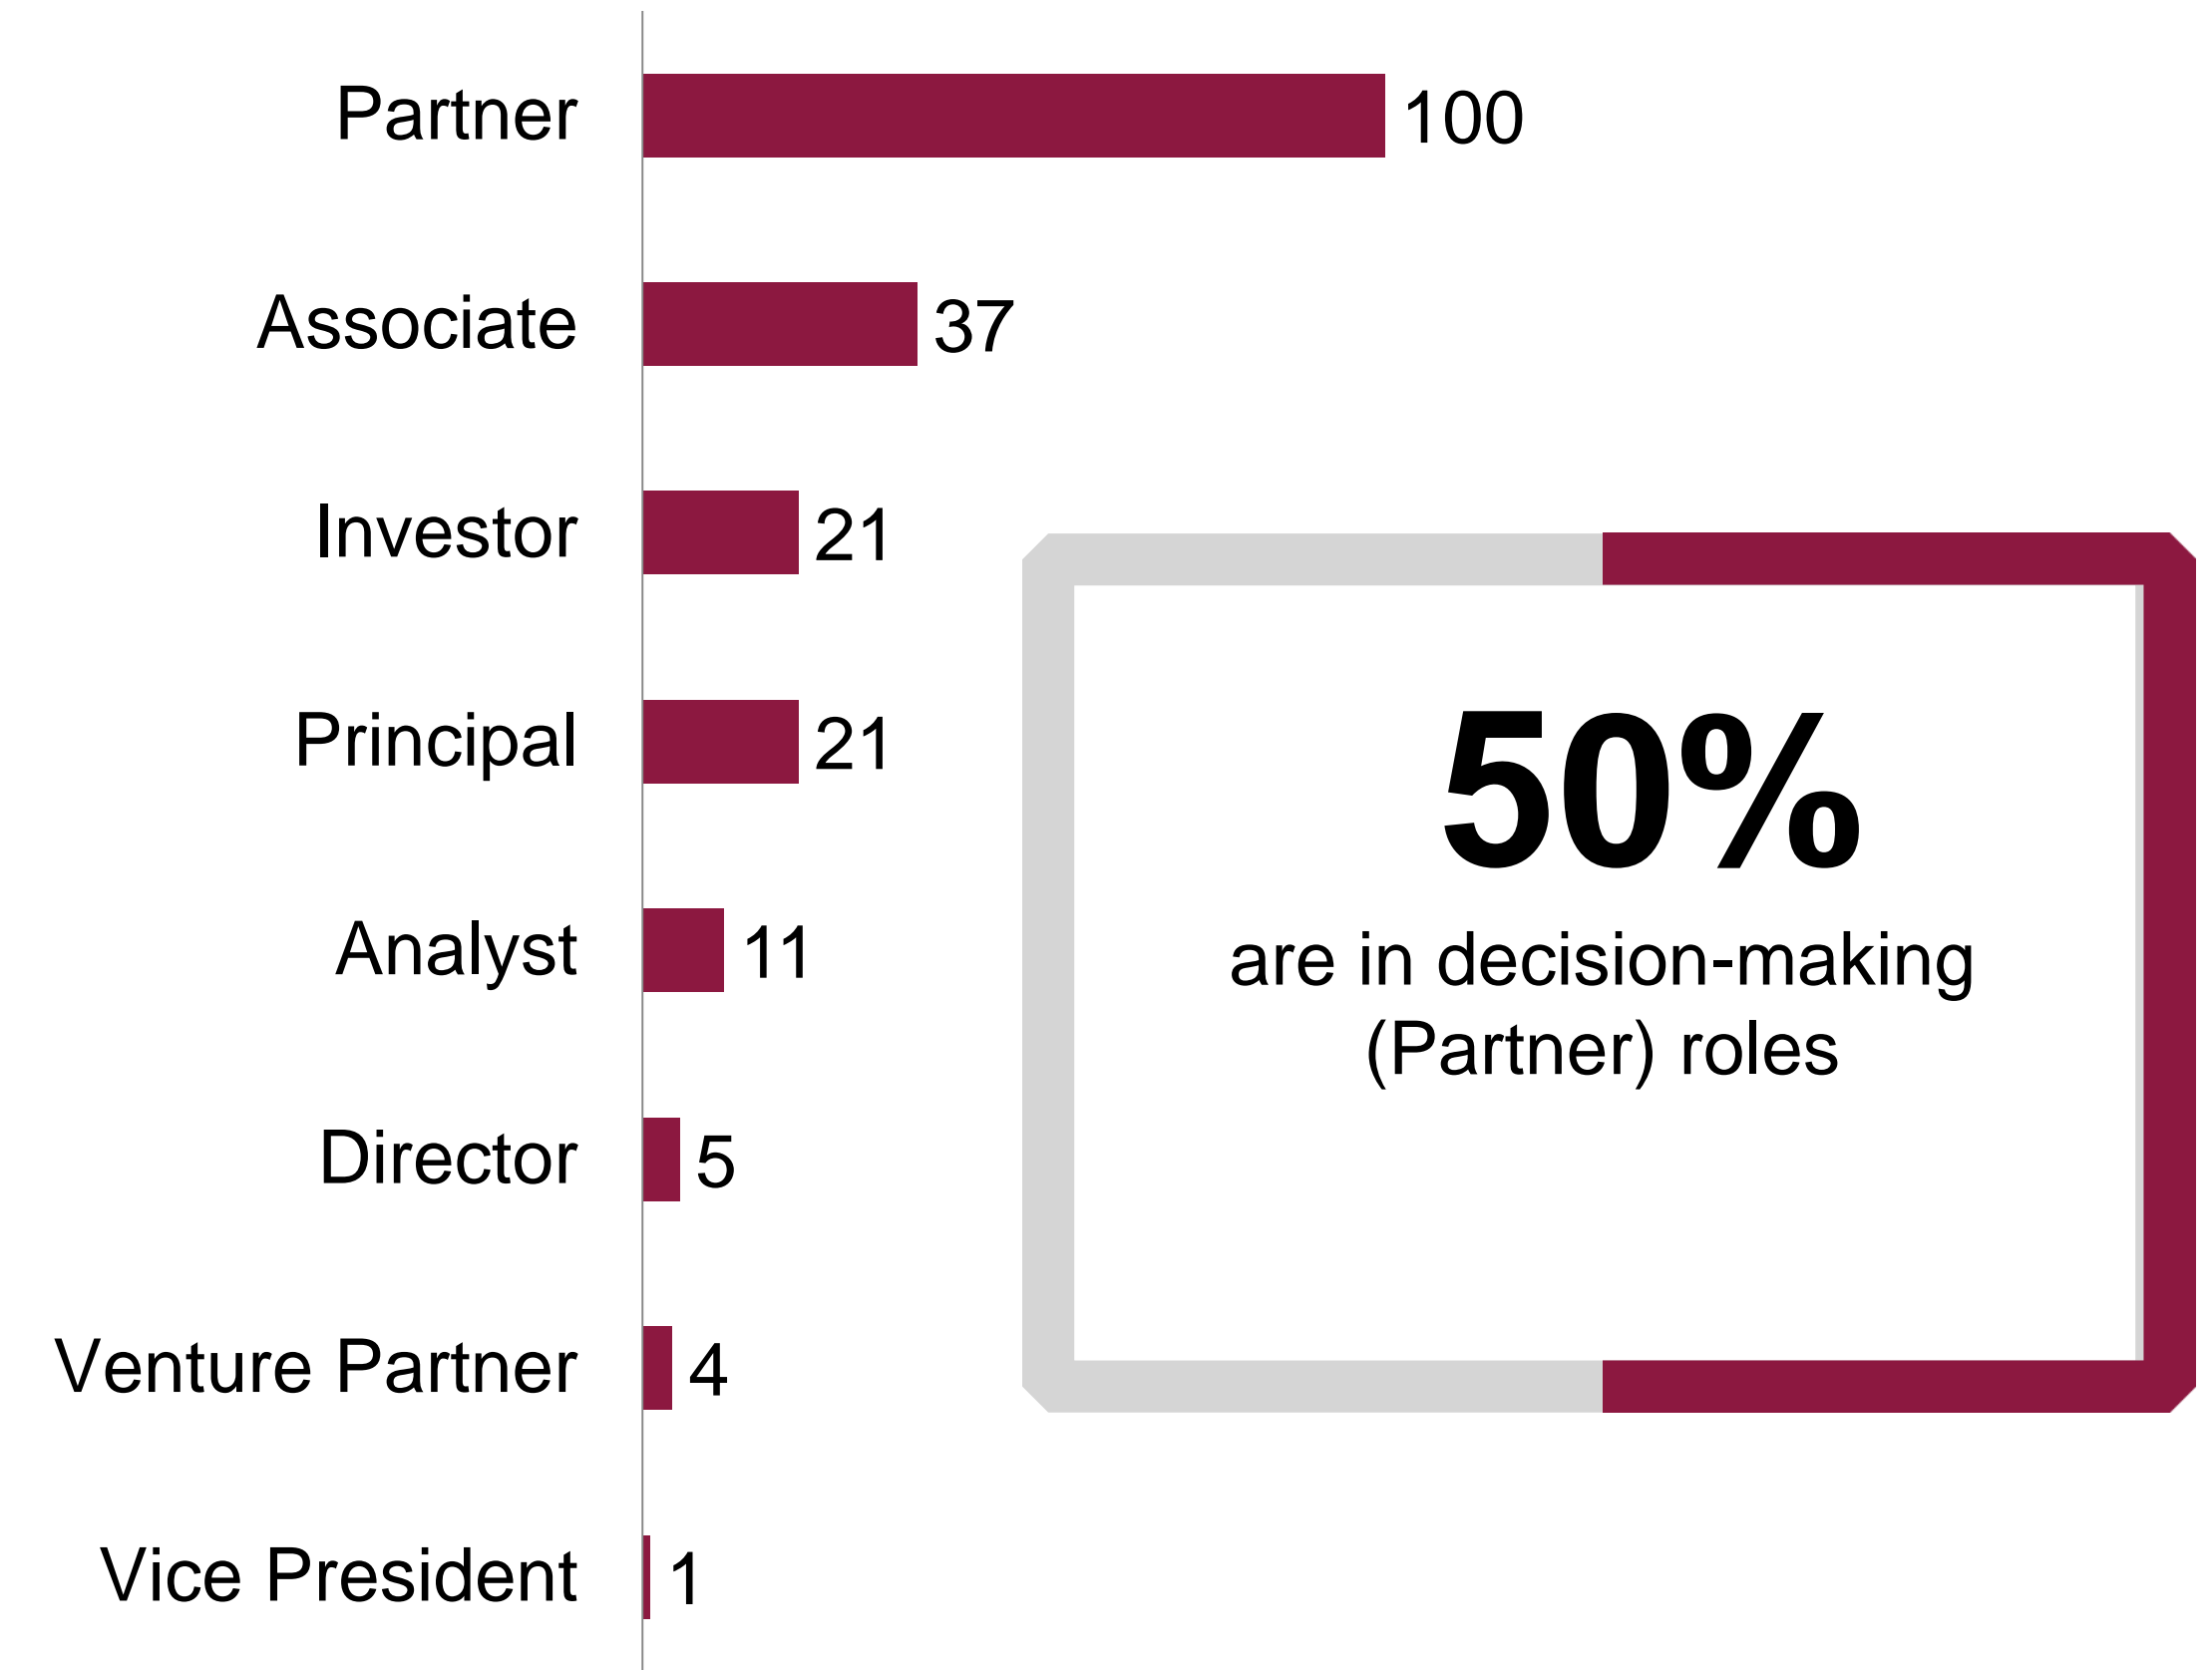 Partner 100
Associate 37
Investor 21
Principal 21
Analyst 11
Director 5
Venture Partner 4
Vice President 1
50%
are in decision-making
(Partner) roles